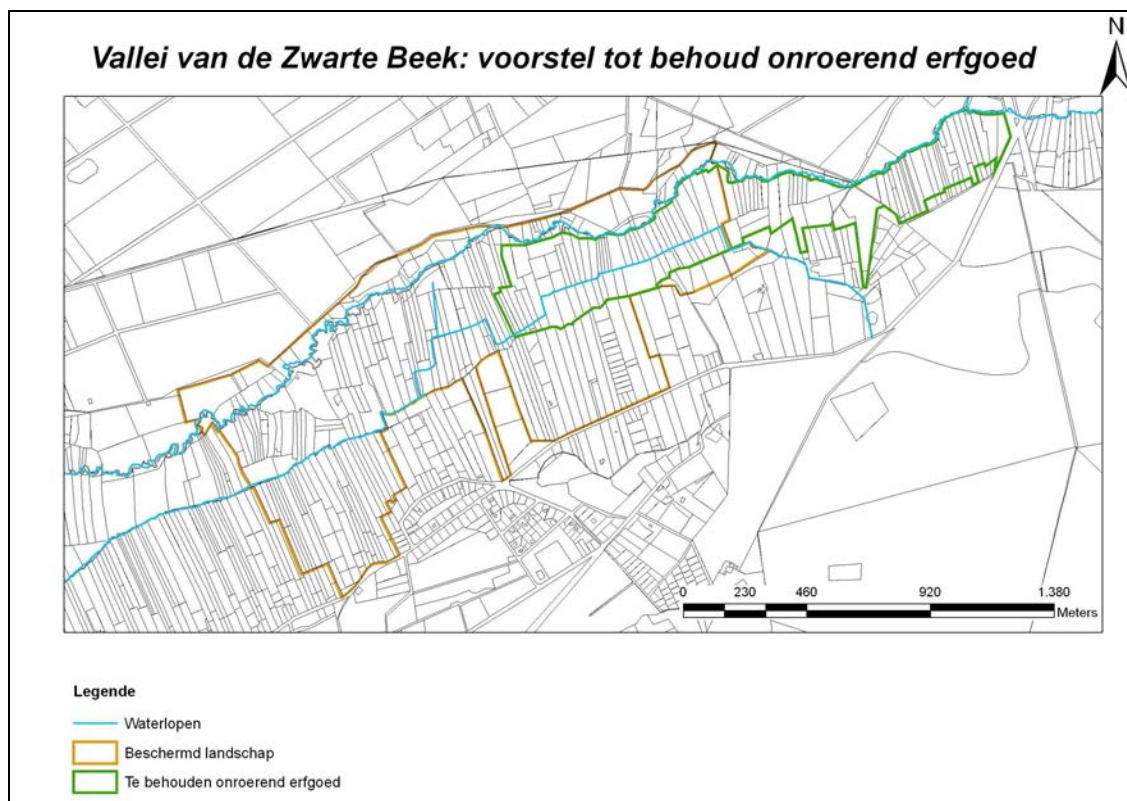 N
Vallei van de Zwarte Beek: voorstel tot behoud onroerend erfgoed
0 230 460 920 1.380
Meters
Legende
Waterlopen
Beschermd landschap
Te behouden onroerend erfgoed